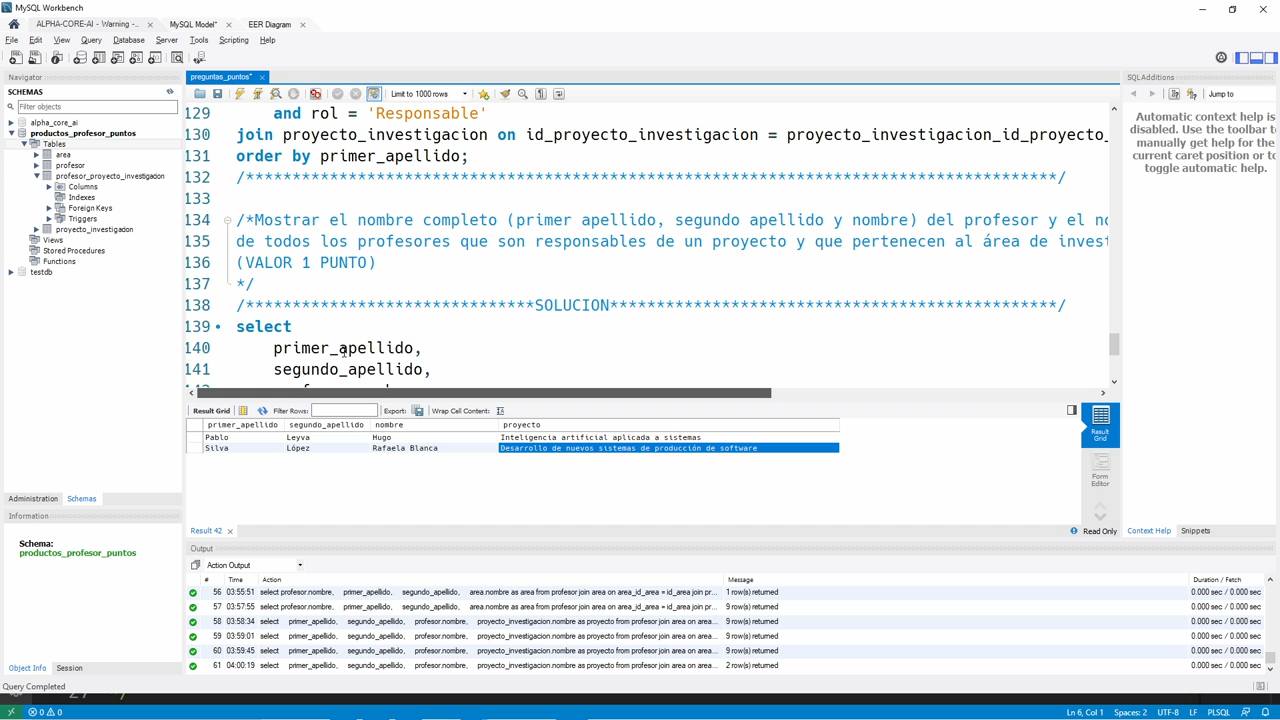 MySQL Workbench
ALPHA-CORE-AI - Warning -...
MySQL Model*
EER Diagram
File Edit View Query Database Server Tools Scripting Help
Navigator
SCHEMAS
Filter objects
alpha_core_ai
productos_profesor_puntos
Tables
area
profesor
profesor_proyecto_investigacion
Columns
Indexes
Foreign Keys
Triggers
proyecto_investigacion
Views
Stored Procedures
Functions
testdb
Administration Schemas
Information
Schema:
productos_profesor_puntos
Object Info Session
Query Completed
preguntas_puntos*
Limit to 1000 rows
129 and rol = 'Responsable'
130 join proyecto_investigacion on id_proyecto_investigacion = proyecto_investigacion_id_proyecto_
131 order by primer_apellido;
132 /***************************************************************************************/
133
134 /*Mostrar el nombre completo (primer apellido, segundo apellido y nombre) del profesor y el no
135 de todos los profesores que son responsables de un proyecto y que pertenecen al área de invest
136 (VALOR 1 PUNTO)
137 */
138 /*******************************SOLUCION************************************************/
139 select
140 primer_apellido,
141 segundo_apellido,
Result Grid Filter Rows: Export: Wrap Cell Content:
primer_apellido segundo_apellido nombre proyecto
Pablo Leyva Hugo Inteligencia artificial aplicada a sistemas
Silva López Rafaela Blanca Desarrollo de nuevos sistemas de producción de software
Result Grid
Form Editor
Result 42
Read Only
Output
Action Output
# Time Action Message Duration / Fetch
56 03:55:51 select profesor.nombre, primer_apellido, segundo_apellido, area.nombre as area from profesor join area on area_id_area = id_area join pr... 1 row(s) returned 0.000 sec / 0.000 sec
57 03:57:55 select profesor.nombre, primer_apellido, segundo_apellido, area.nombre as area from profesor join area on area_id_area = id_area join pr... 9 row(s) returned 0.000 sec / 0.000 sec
58 03:58:34 select primer_apellido, segundo_apellido, profesor.nombre, proyecto_investigacion.nombre as proyecto from profesor join area on area... 9 row(s) returned 0.000 sec / 0.000 sec
59 03:59:01 select primer_apellido, segundo_apellido, profesor.nombre, proyecto_investigacion.nombre as proyecto from profesor join area on area... 9 row(s) returned 0.000 sec / 0.000 sec
60 03:59:45 select primer_apellido, segundo_apellido, profesor.nombre, proyecto_investigacion.nombre as proyecto from profesor join area on area... 9 row(s) returned 0.000 sec / 0.000 sec
61 04:00:19 select primer_apellido, segundo_apellido, profesor.nombre, proyecto_investigacion.nombre as proyecto from profesor join area on area... 2 row(s) returned 0.000 sec / 0.000 sec
SQLAdditions
Jump to
Automatic context help is
disabled. Use the toolbar to
manually get help for the
current caret position or to
toggle automatic help.
Context Help Snippets
0 0
Ln 6, Col 1 Spaces: 2 UTF-8 LF PLSQL